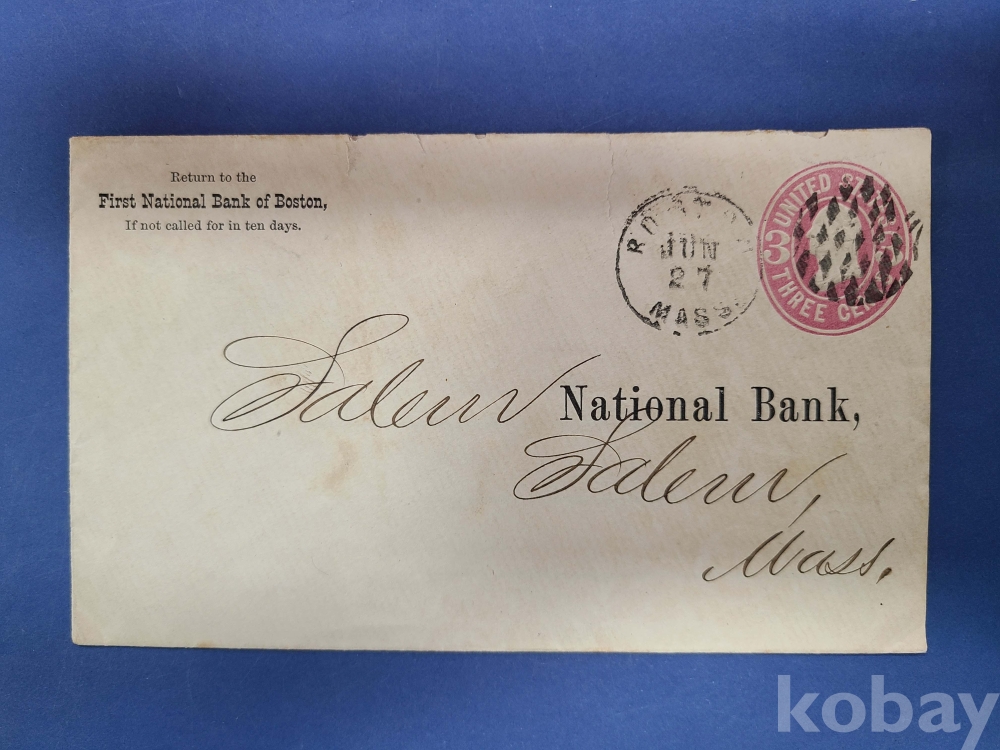 Return to the
First National Bank of Boston,
If not called for in ten days.
BOSTON
JUN
27
MASS
UNITED
3
THREE
Salem National Bank,
Salem,
Mass.
kobay